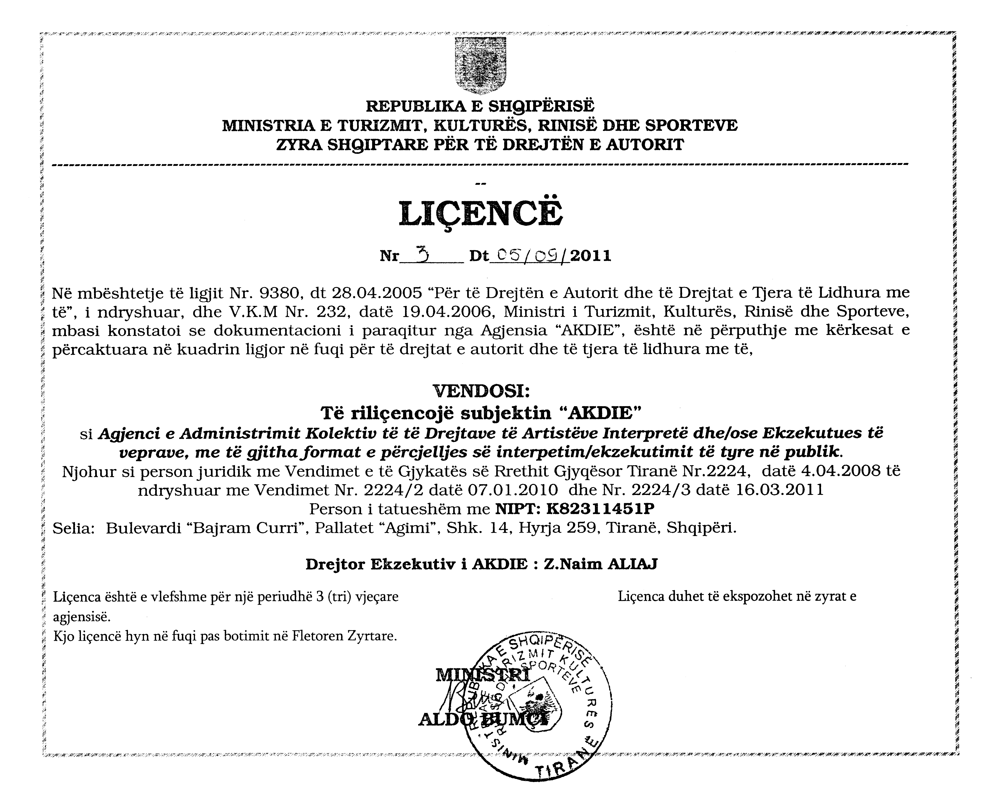 REPUBLIKA E SHQIPËRISË
MINISTRIA E TURIZMIT, KULTURËS, RINISË DHE SPORTEVE
ZYRA SHQIPTARE PËR TË DREJTËN E AUTORIT
--
LIÇENCË
Nr 3 Dt 05/09/2011
Në mbështetje të ligjit Nr. 9380, dt 28.04.2005 “Për të Drejtën e Autorit dhe të Drejtat e Tjera të Lidhura me
të”, i ndryshuar, dhe V.K.M Nr. 232, datë 19.04.2006, Ministri i Turizmit, Kulturës, Rinisë dhe Sporteve,
mbasi konstatoi se dokumentacioni i paraqitur nga Agjensia “AKDIE”, është në përputhje me kërkesat e
përcaktuara në kuadrin ligjor në fuqi për të drejtat e autorit dhe të tjera të lidhura me të,
VENDOSI:
Të riliçencojë subjektin “AKDIE”
si Agjenci e Administrimit Kolektiv të të Drejtave të Artistëve Interpretë dhe/ose Ekzekutues të
veprave, me të gjitha format e përcjelljes së interpetim/ekzekutimit të tyre në publik.
Njohur si person juridik me Vendimet e të Gjykatës së Rrethit Gjyqësor Tiranë Nr.2224, datë 4.04.2008 të
ndryshuar me Vendimet Nr. 2224/2 datë 07.01.2010 dhe Nr. 2224/3 datë 16.03.2011
Person i tatueshëm me NIPT: K82311451P
Selia: Bulevardi “Bajram Curri”, Pallatet “Agimi”, Shk. 14, Hyrja 259, Tiranë, Shqipëri.
Drejtor Ekzekutiv i AKDIE : Z.Naim ALIAJ
Liçenca është e vlefshme për një periudhë 3 (tri) vjeçare Liçenca duhet të ekspozohet në zyrat e
agjensisë.
Kjo liçencë hyn në fuqi pas botimit në Fletoren Zyrtare.
MINISTRI
ALDO BUMÇI
E SHQIPËRISË
KULTURËS
SPORTEVE
TIRANË